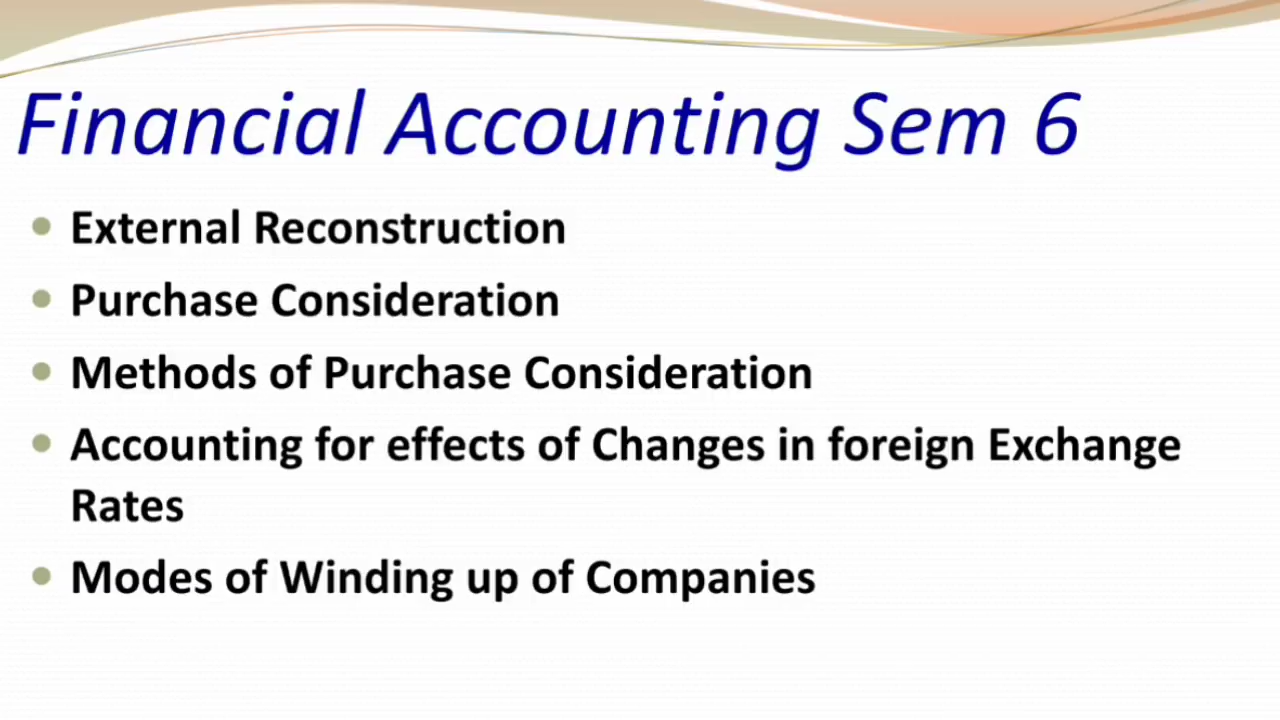 Financial Accounting Sem 6
External Reconstruction
Purchase Consideration
Methods of Purchase Consideration
Accounting for effects of Changes in foreign Exchange
Rates
Modes of Winding up of Companies